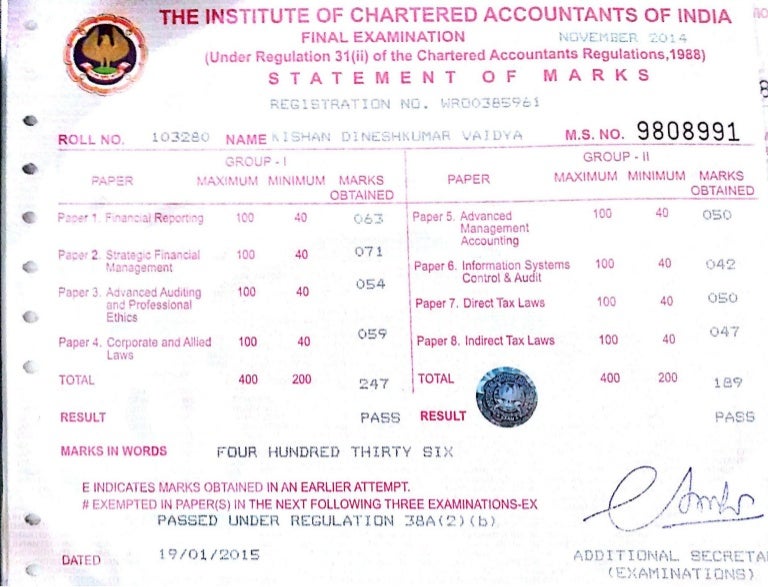 THE INSTITUTE OF CHARTERED ACCOUNTANTS OF INDIA
FINAL EXAMINATION NOVEMBER 2014
(Under Regulation 31(ii) of the Chartered Accountants Regulations,1988)
STATEMENT OF MARKS
REGISTRATION NO. WRO0385961
ROLL NO. 103280 NAME KISHAN DINESHKUMAR VAIDYA M.S. NO. 9808991
GROUP - I GROUP - II
PAPER MAXIMUM MINIMUM MARKS OBTAINED PAPER MAXIMUM MINIMUM MARKS OBTAINED
Paper 1. Financial Reporting 100 40 063
Paper 2. Strategic Financial Management 100 40 071
Paper 3. Advanced Auditing and Professional Ethics 100 40 054
Paper 4. Corporate and Allied Laws 100 40 059
TOTAL 400 200 247
RESULT PASS
Paper 5. Advanced Management Accounting 100 40 050
Paper 6. Information Systems Control & Audit 100 40 042
Paper 7. Direct Tax Laws 100 40 050
Paper 8. Indirect Tax Laws 100 40 047
TOTAL 400 200 189
RESULT PASS
MARKS IN WORDS FOUR HUNDRED THIRTY SIX
E INDICATES MARKS OBTAINED IN AN EARLIER ATTEMPT.
# EXEMPTED IN PAPER(S) IN THE NEXT FOLLOWING THREE EXAMINATIONS-EX
PASSED UNDER REGULATION 38A(2)(b)
DATED 19/01/2015
ADDITIONAL SECRETA
(EXAMINATIONS)